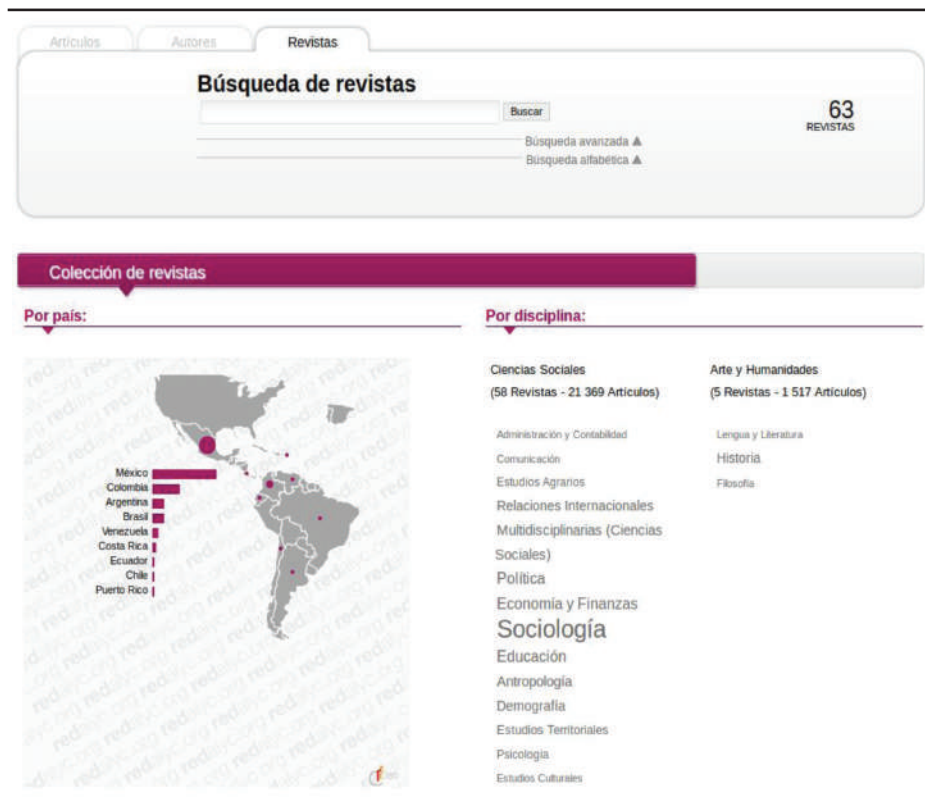 Artículos
Autores
Revistas
Búsqueda de revistas
Buscar
63
REVISTAS
Búsqueda avanzada ▲
Búsqueda alfabética ▲
Colección de revistas
Por país:
México
Colombia
Argentina
Brasil
Venezuela
Costa Rica
Ecuador
Chile
Puerto Rico
Por disciplina:
Ciencias Sociales
(58 Revistas - 21 369 Artículos)
Administración y Contabilidad
Comunicación
Estudios Agrarios
Relaciones Internacionales
Multidisciplinarias (Ciencias
Sociales)
Política
Economía y Finanzas
Sociología
Educación
Antropología
Demografía
Estudios Territoriales
Psicología
Estudios Culturales
Arte y Humanidades
(5 Revistas - 1 517 Artículos)
Lengua y Literatura
Historia
Filosofía
redalyc.org